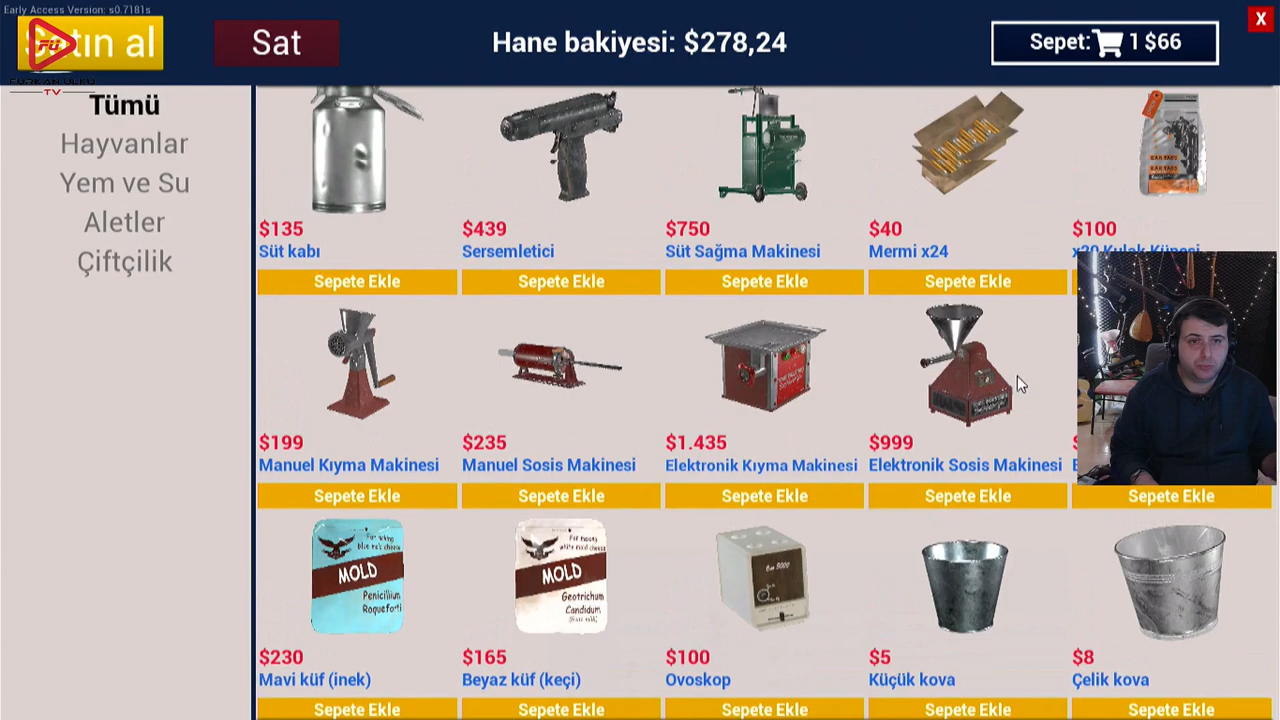 Early Access Version: s0.7181s
Satın al
Sat
Hane bakiyesi: $278,24
Sepet: 1 $66
X
TV
Tümü
Hayvanlar
Yem ve Su
Aletler
Çiftçilik
$135
$439
$750
$40
$100
Süt kabı
Sersemletici
Süt Sağma Makinesi
Mermi x24
x20 Kulak Küpesi
Sepete Ekle
Sepete Ekle
Sepete Ekle
Sepete Ekle
$199
$235
$1.435
$999
Manuel Kıyma Makinesi
Manuel Sosis Makinesi
Elektronik Kıyma Makinesi
Elektronik Sosis Makinesi
Sepete Ekle
Sepete Ekle
Sepete Ekle
Sepete Ekle
Sepete Ekle
MOLD
Penicillium
Roqueforti
MOLD
Geotrichum
Candidum
$230
$165
$100
$5
$8
Mavi küf (inek)
Beyaz küf (keçi)
Ovoskop
Küçük kova
Çelik kova
Sepete Ekle
Sepete Ekle
Sepete Ekle
Sepete Ekle
Sepete Ekle